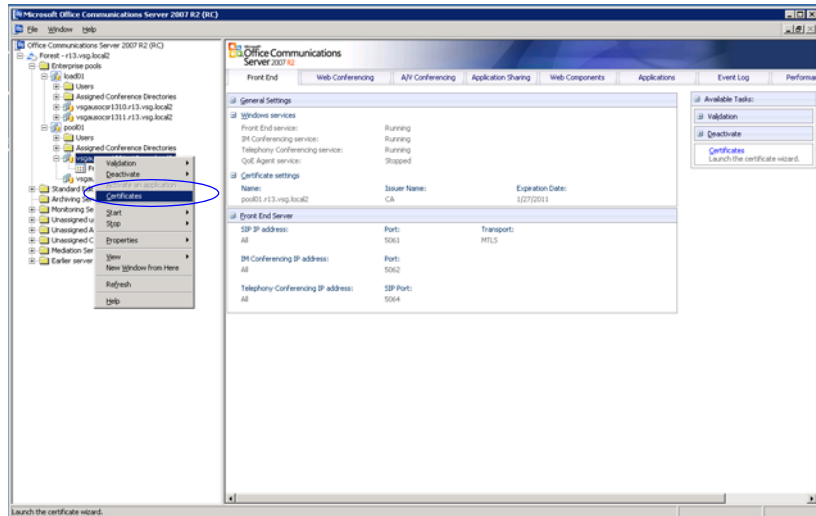 Microsoft Office Communications Server 2007 R2 (RC)
File Window Help
Office Communications Server 2007 R2 (RC)
Forest - r13.vsg.local2
Enterprise pools
load01
Users
Assigned Conference Directories
vsgausocsr1310.r13.vsg.local2
vsgausocsr1311.r13.vsg.local2
pool01
Users
Assigned Conference Directories
Standard Edi
Archiving Ser
Monitoring Se
Unassigned u
Unassigned A
Unassigned C
Mediation Ser
Earlier server
Validation
Deactivate
Activate an application
Certificates
Start
Stop
Properties
View
New Window from Here
Refresh
Help
Microsoft
Office Communications
Server 2007 R2
Front End Web Conferencing A/V Conferencing Application Sharing Web Components Applications Event Log Performa
General Settings
Windows services
Front End service: Running
IM Conferencing service: Running
Telephony Conferencing service: Running
QoE Agent service: Stopped
Certificate settings
Name: Issuer Name: Expiration Date:
pool01.r13.vsg.local2 CA 1/27/2011
Front End Server
SIP IP address: Port: Transport:
All 5061 MTLS
IM Conferencing IP address: Port:
All 5062
Telephony Conferencing IP address: SIP Port:
All 5064
Available Tasks:
Validation
Deactivate
Certificates
Launch the certificate wizard.
Launch the certificate wizard.